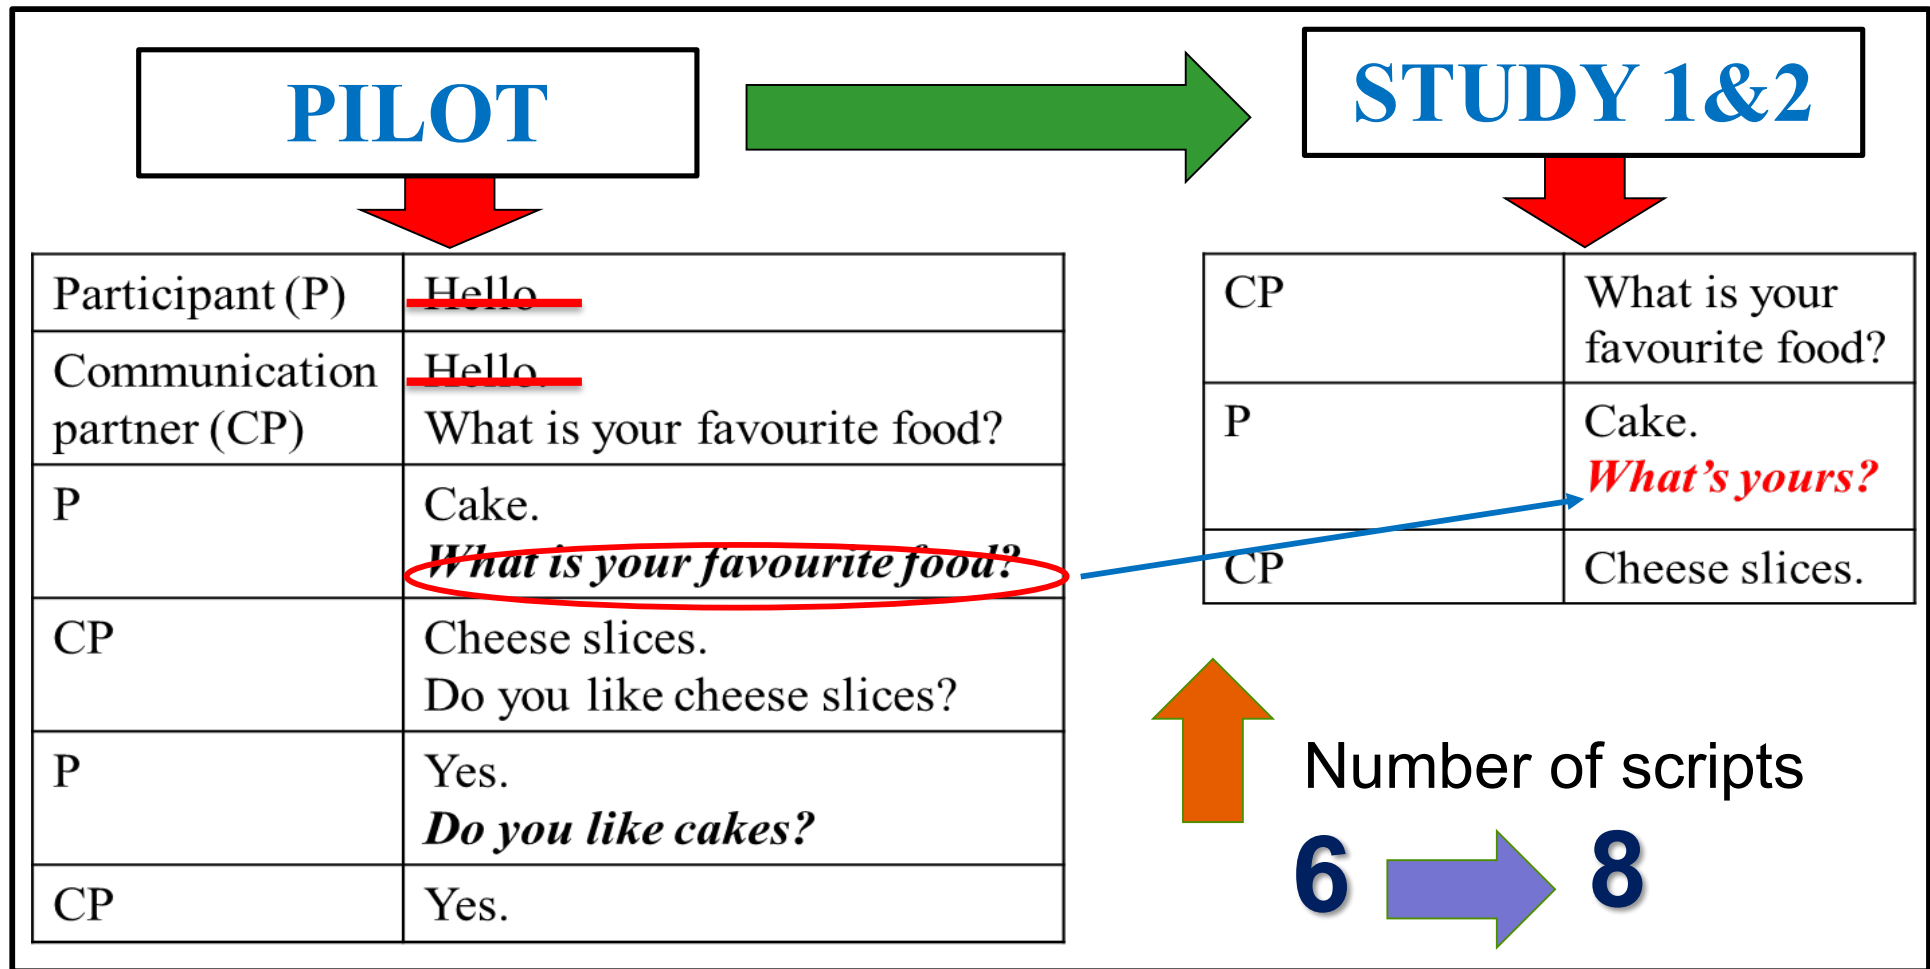 PILOT
STUDY 1&2
Participant (P)
Hello
Communication
partner (CP)
Hello.
What is your favourite food?
P
Cake.
What is your favourite food?
CP
Cheese slices.
Do you like cheese slices?
P
Yes.
Do you like cakes?
CP
Yes.
CP
What is your
favourite food?
P
Cake.
What's yours?
CP
Cheese slices.
Number of scripts
6
8